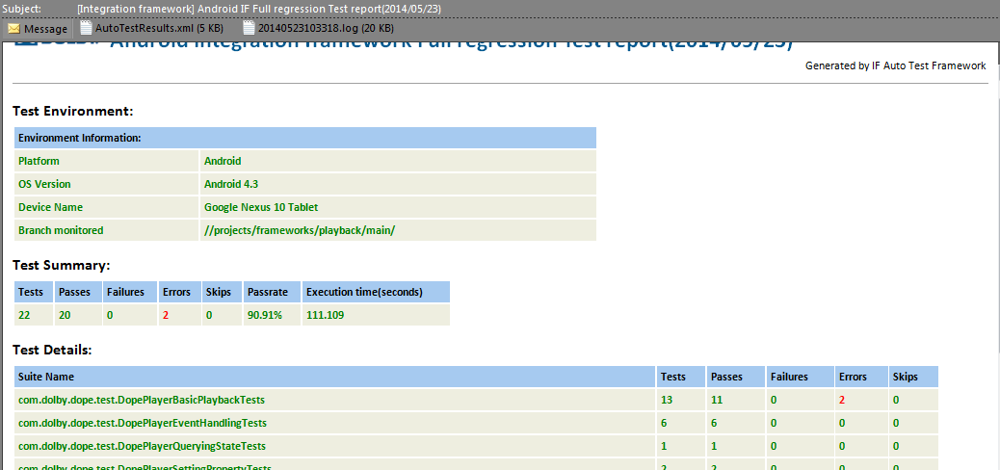 Subject: [Integration framework] Android IF Full regression Test report(2014/05/23)
Message AutoTestResults.xml (5 KB) 20140523103318.log (20 KB)
Android Integration Framework Full regression Test report(2014/05/23)
Generated by IF Auto Test Framework
Test Environment:
Environment Information:
Platform Android
OS Version Android 4.3
Device Name Google Nexus 10 Tablet
Branch monitored //projects/frameworks/playback/main/
Test Summary:
Tests Passes Failures Errors Skips Passrate Execution time(seconds)
22 20 0 2 0 90.91% 111.109
Test Details:
Suite Name Tests Passes Failures Errors Skips
com.dolby.dope.test.DopePlayerBasicPlaybackTests 13 11 0 2 0
com.dolby.dope.test.DopePlayerEventHandlingTests 6 6 0 0 0
com.dolby.dope.test.DopePlayerQueryingStateTests 1 1 0 0 0
com.dolby.dope.test.DopePlayerSettingPropertyTests 2 2 0 0 0